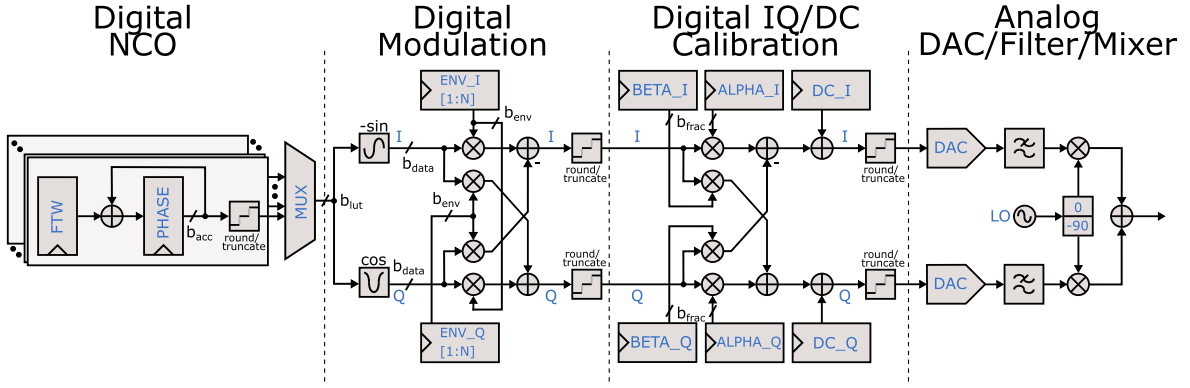 Digital
NCO
Digital
Modulation
Digital IQ/DC
Calibration
Analog
DAC/Filter/Mixer
FTW
PHASE
b_acc
round/
truncate
MUX
b_lut
-sin
I
b_data
cos
b_data
Q
ENV_I
[1:N]
b_env
b_env
ENV_Q
[1:N]
I
-
round/
truncate
Q
round/
truncate
BETA_I
ALPHA_I
DC_I
b_frac
I
-
I
round/
truncate
Q
b_frac
BETA_Q
ALPHA_Q
DC_Q
Q
round/
truncate
DAC
LO
0
-90
DAC